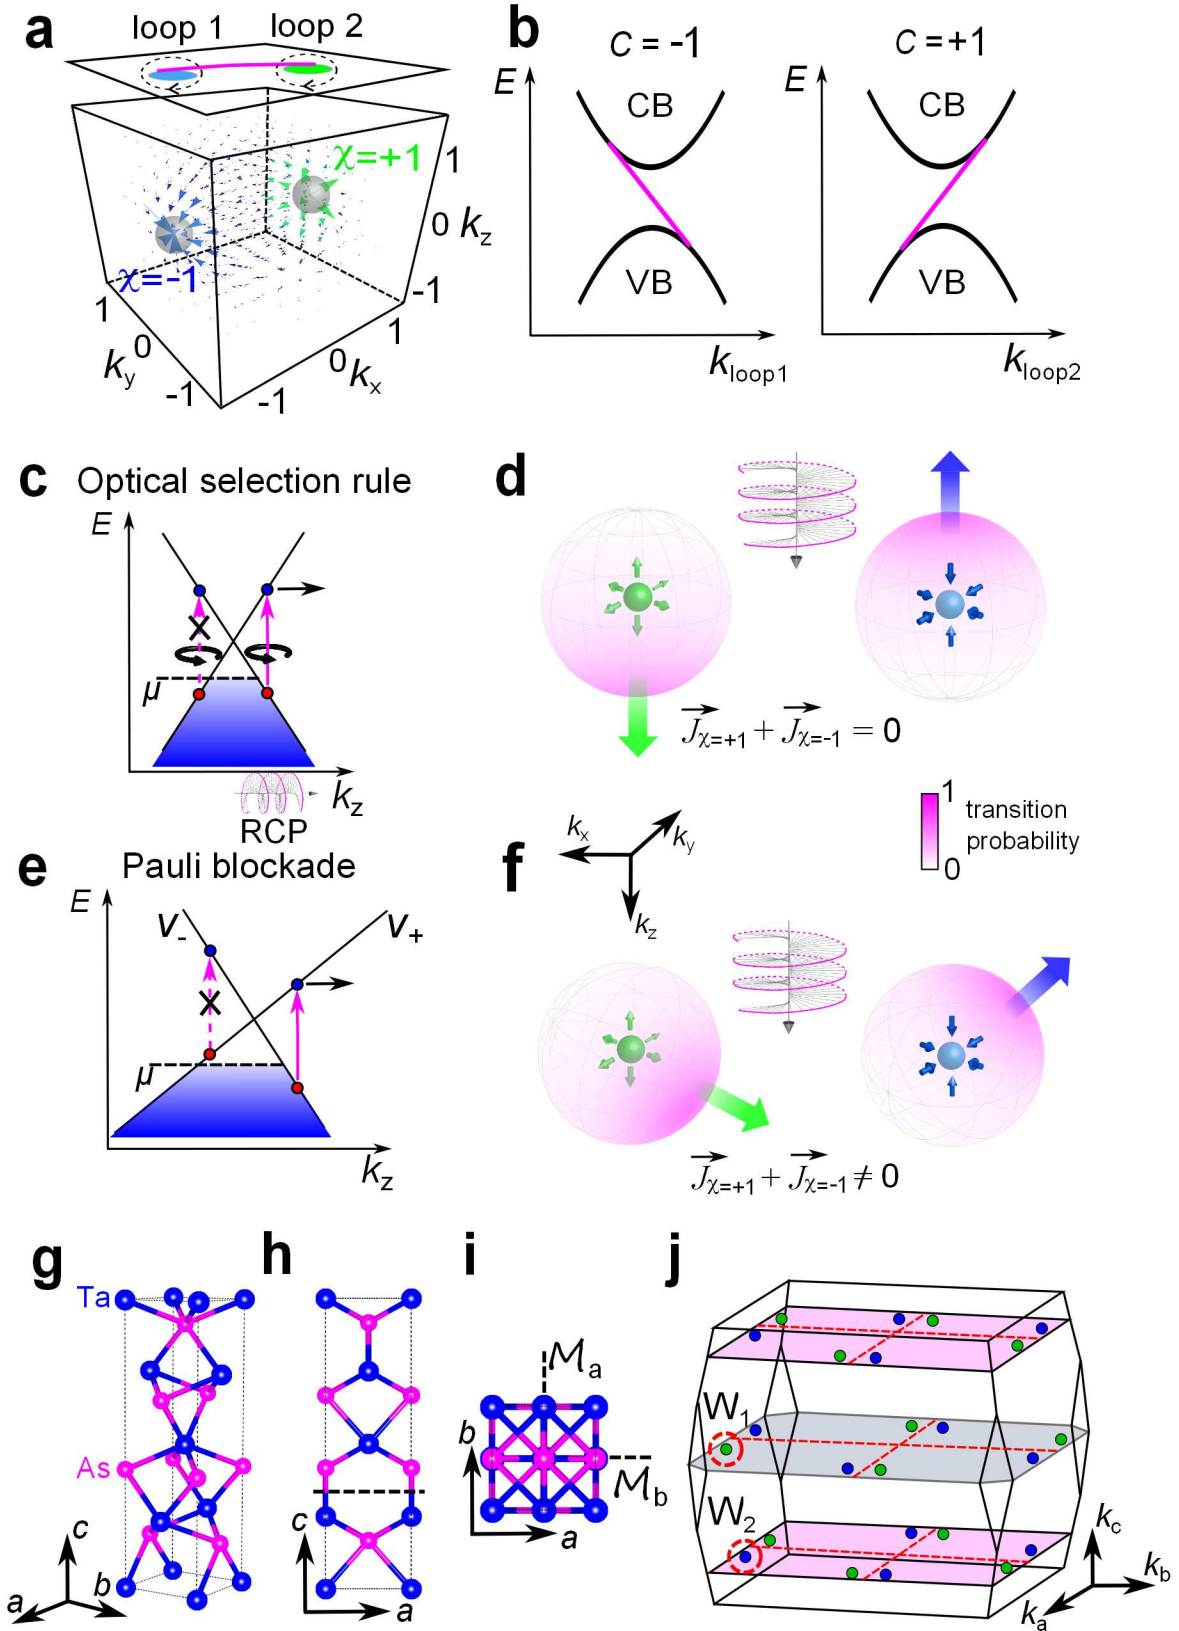 a
loop 1
loop 2
χ=+1
χ=-1
1
0
-1
kz
1
0
-1
ky
1
0
-1
kx
b
C = -1
E
CB
VB
kloop1
C = +1
E
CB
VB
kloop2
c
Optical selection rule
E
μ
kz
RCP
d
Jχ=+1 + Jχ=-1 = 0
1
0
transition
probability
kx
ky
kz
e
Pauli blockade
E
v-
v+
μ
kz
f
Jχ=+1 + Jχ=-1 ≠ 0
g
Ta
As
c
a
b
h
c
a
i
Ma
Mb
b
a
j
W1
W2
kc
kb
ka